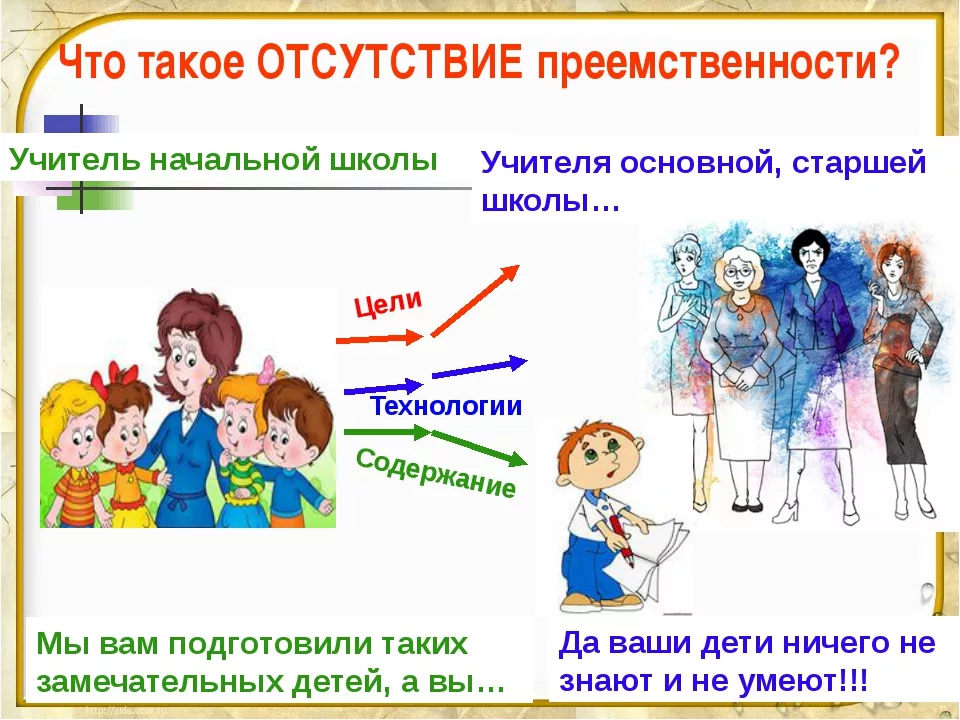 Что такое ОТСУТСТВИЕ преемственности?
Учитель начальной школы
Учителя основной, старшей
школы…
Цели
Технологии
Содержание
Мы вам подготовили таких
замечательных детей, а вы…
Да ваши дети ничего не
знают и не умеют!!!